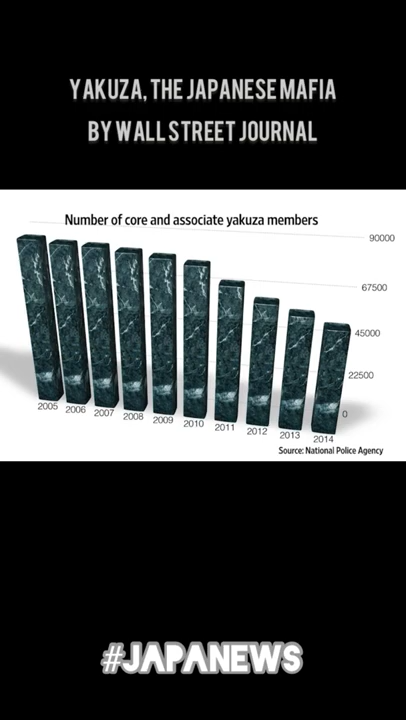 YAKUZA, THE JAPANESE MAFIA
BY WALL STREET JOURNAL
Number of core and associate yakuza members
90000
67500
45000
22500
0
2005 2006 2007 2008 2009 2010 2011 2012 2013 2014
Source: National Police Agency
#JAPANEWS